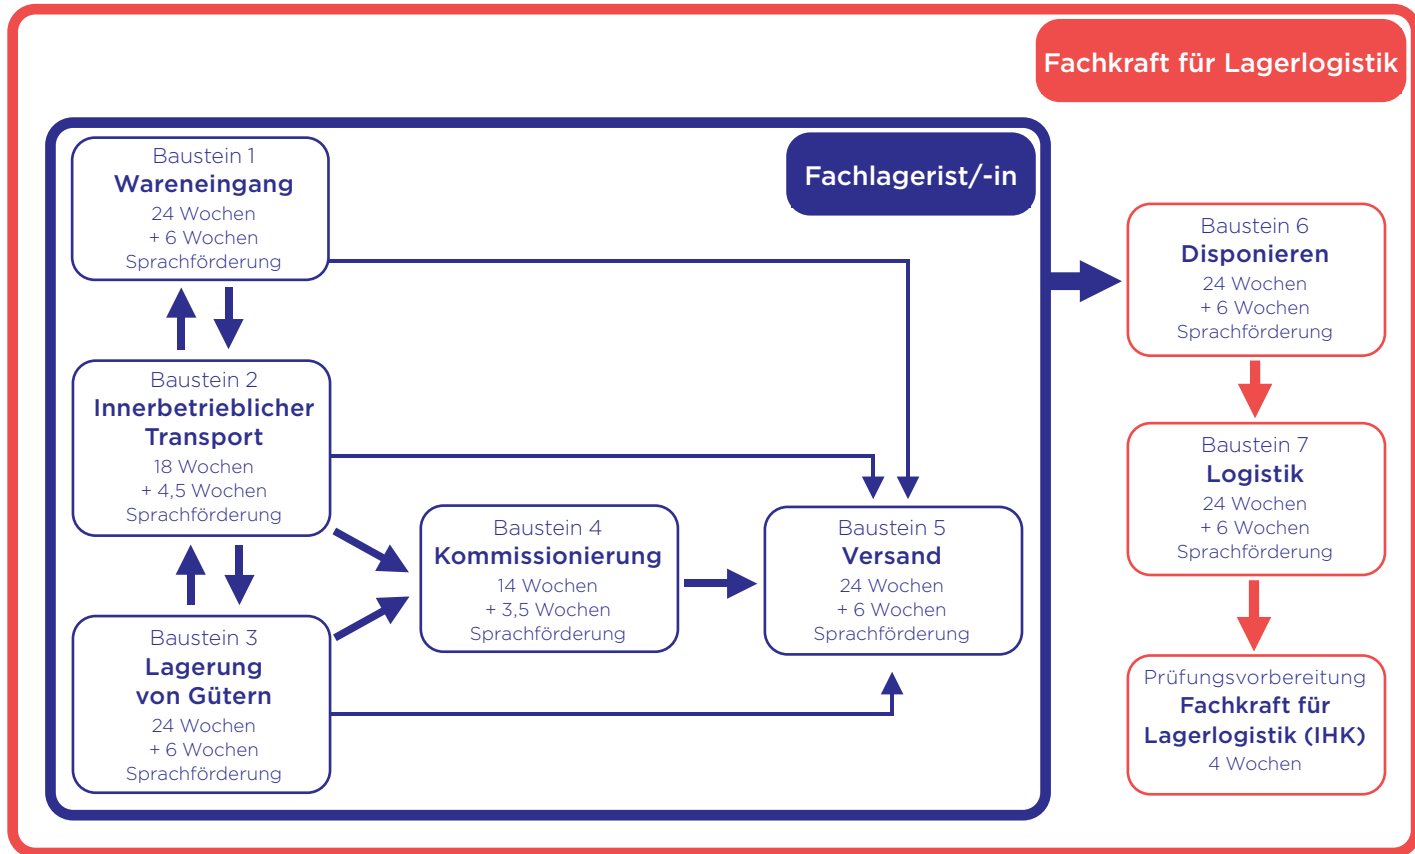 Fachkraft für Lagerlogistik
Fachlagerist/-in
Baustein 1
Wareneingang
24 Wochen
+ 6 Wochen
Sprachförderung
Baustein 2
Innerbetrieblicher
Transport
18 Wochen
+ 4,5 Wochen
Sprachförderung
Baustein 3
Lagerung
von Gütern
24 Wochen
+ 6 Wochen
Sprachförderung
Baustein 4
Kommissionierung
14 Wochen
+ 3,5 Wochen
Sprachförderung
Baustein 5
Versand
24 Wochen
+ 6 Wochen
Sprachförderung
Baustein 6
Disponieren
24 Wochen
+ 6 Wochen
Sprachförderung
Baustein 7
Logistik
24 Wochen
+ 6 Wochen
Sprachförderung
Prüfungsvorbereitung
Fachkraft für
Lagerlogistik (IHK)
4 Wochen